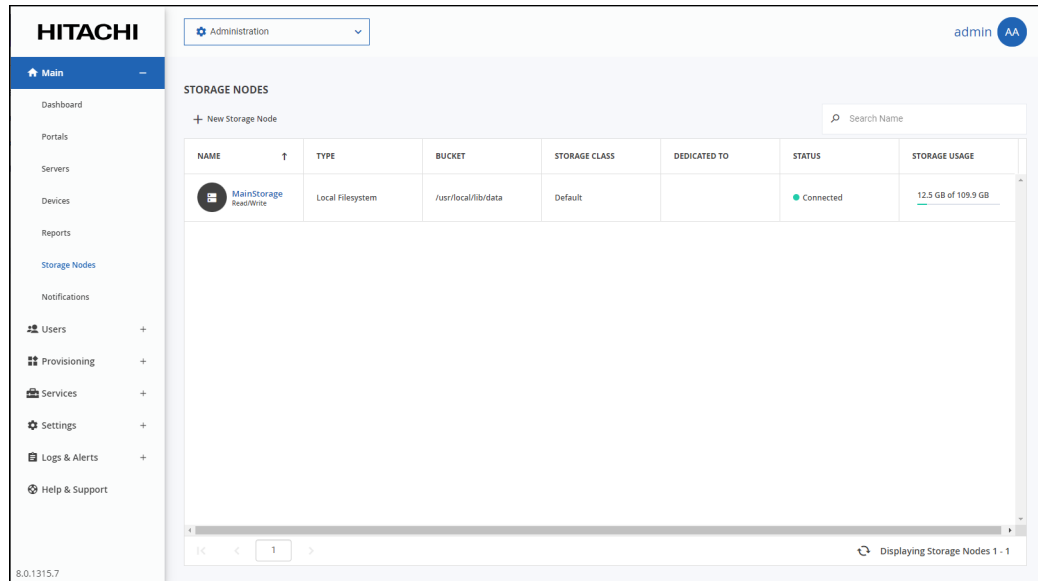 HITACHI
Administration
admin AA
Main
Dashboard
Portals
Servers
Devices
Reports
Storage Nodes
Notifications
Users
Provisioning
Services
Settings
Logs & Alerts
Help & Support
8.0.1315.7
STORAGE NODES
New Storage Node
Search Name
NAME TYPE BUCKET STORAGE CLASS DEDICATED TO STATUS STORAGE USAGE
MainStorage Local Filesystem /usr/local/lib/data Default Connected 12.5 GB of 109.9 GB
Read/Write
1
Displaying Storage Nodes 1 - 1